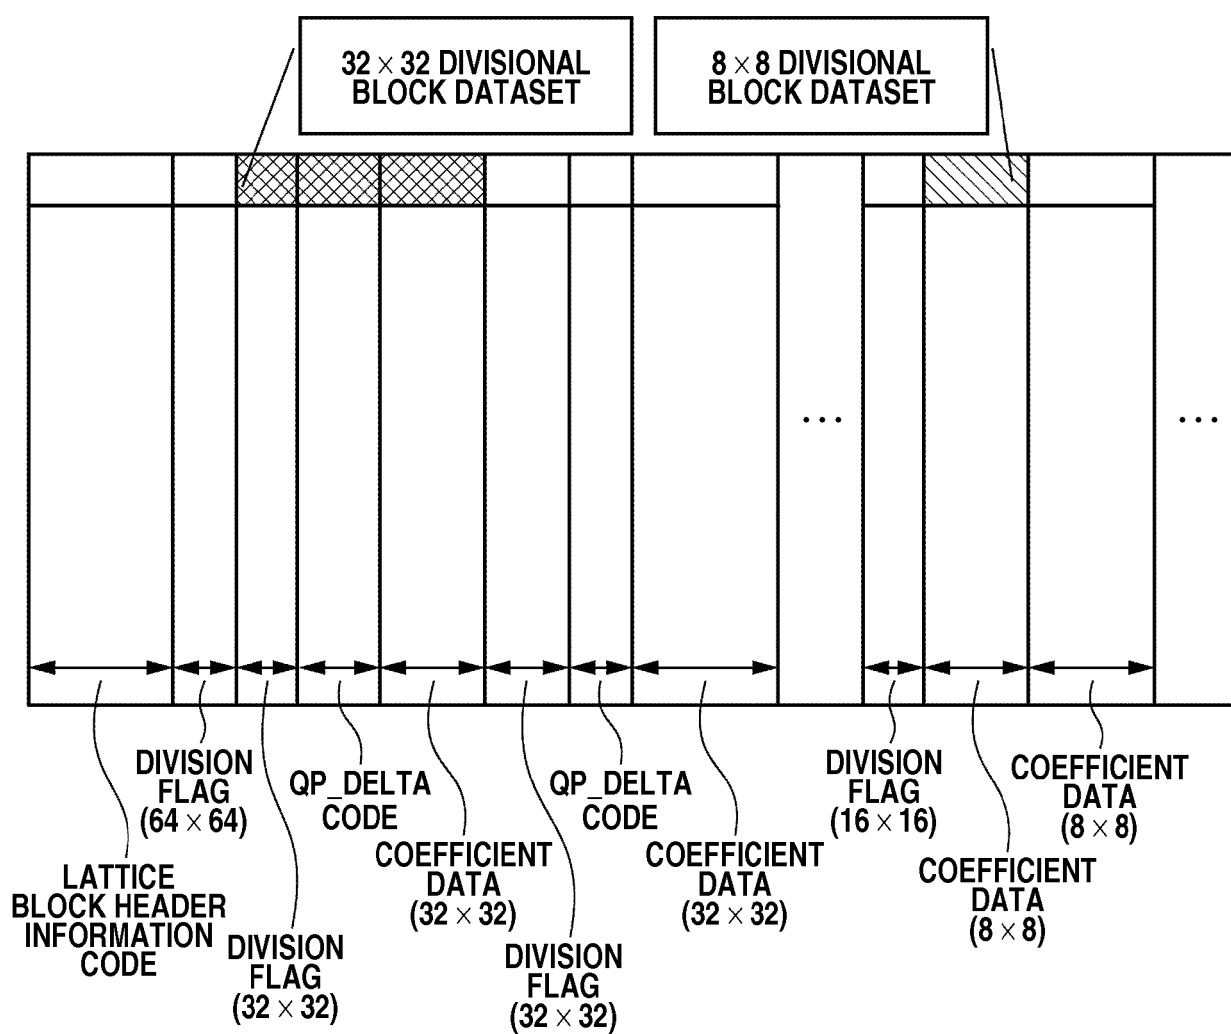 32 × 32 DIVISIONAL
BLOCK DATASET
8 × 8 DIVISIONAL
BLOCK DATASET
...
...
LATTICE
BLOCK HEADER
INFORMATION
CODE
DIVISION
FLAG
(64 × 64)
DIVISION
FLAG
(32 × 32)
QP_DELTA
CODE
COEFFICIENT
DATA
(32 × 32)
DIVISION
FLAG
(32 × 32)
QP_DELTA
CODE
COEFFICIENT
DATA
(32 × 32)
DIVISION
FLAG
(16 × 16)
COEFFICIENT
DATA
(8 × 8)
COEFFICIENT
DATA
(8 × 8)